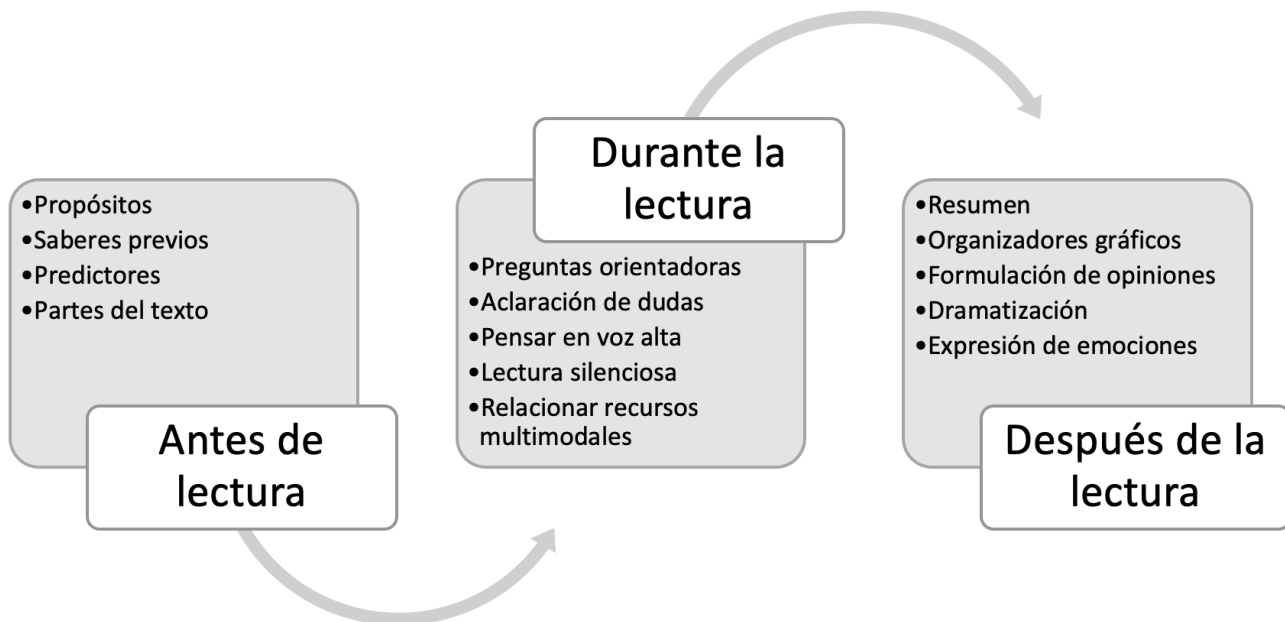 •Propósitos
•Saberes previos
•Predictores
•Partes del texto
Antes de
lectura
Durante la
lectura
•Preguntas orientadoras
•Aclaración de dudas
•Pensar en voz alta
•Lectura silenciosa
•Relacionar recursos
multimodales
•Resumen
•Organizadores gráficos
•Formulación de opiniones
•Dramatización
•Expresión de emociones
Después de la
lectura